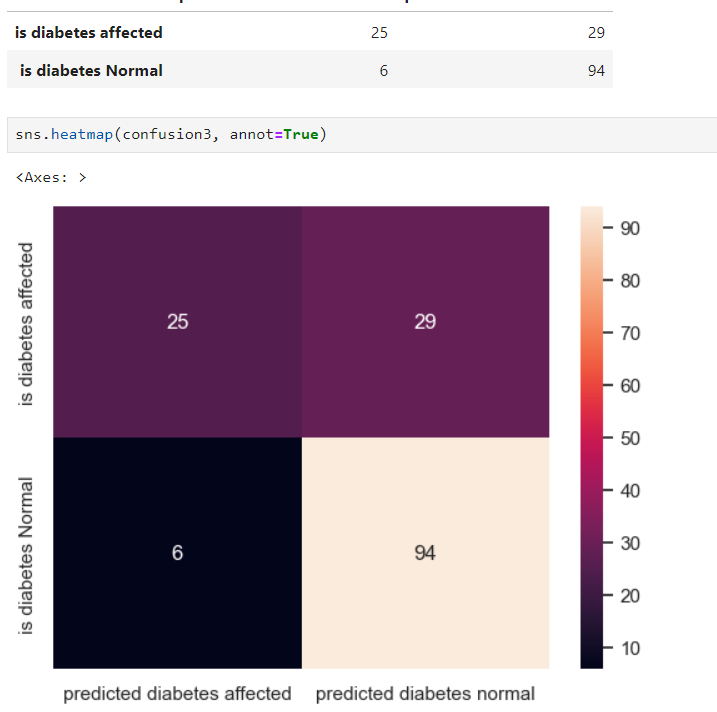 is diabetes affected 25 29
is diabetes Normal 6 94
sns.heatmap(confusion3, annot=True)
<Axes: >
is diabetes affected
is diabetes Normal
25 29
6 94
predicted diabetes affected predicted diabetes normal
90
80
70
60
50
40
30
20
10